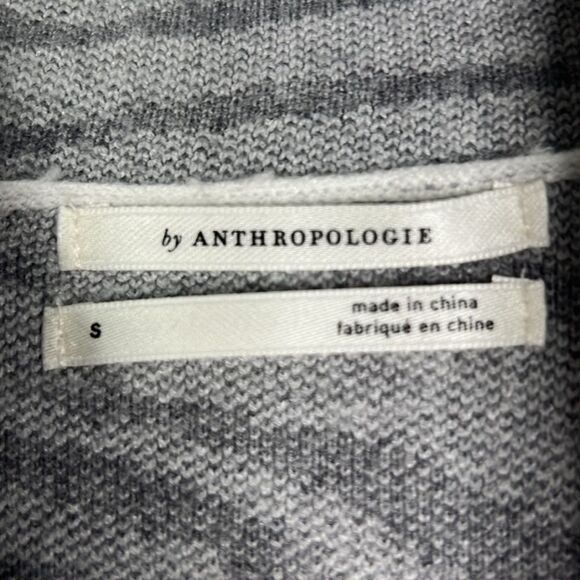 by ANTHROPOLOGIE
S
made in china
fabriqué en chine